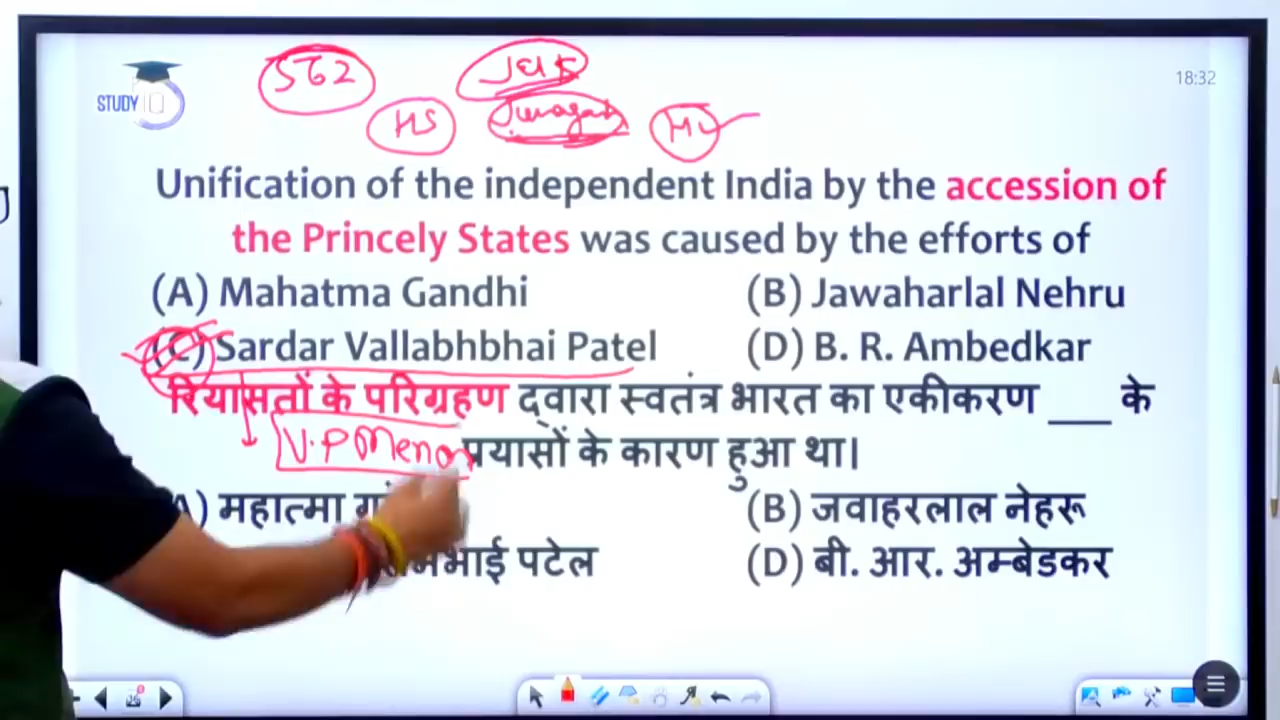 562 J&K
STUDY IQ
18:32
HS Junagadh
Unification of the independent India by the accession of
the Princely States was caused by the efforts of
(A) Mahatma Gandhi (B) Jawaharlal Nehru
(C) Sardar Vallabhbhai Patel (D) B. R. Ambedkar
रियासतों के परिग्रहण द्वारा स्वतंत्र भारत का एकीकरण ___ के
V.P Menon प्रयासों के कारण हुआ था।
महात्मा (B) जवाहरलाल नेहरू
पटेल (D) बी. आर. अम्बेडकर